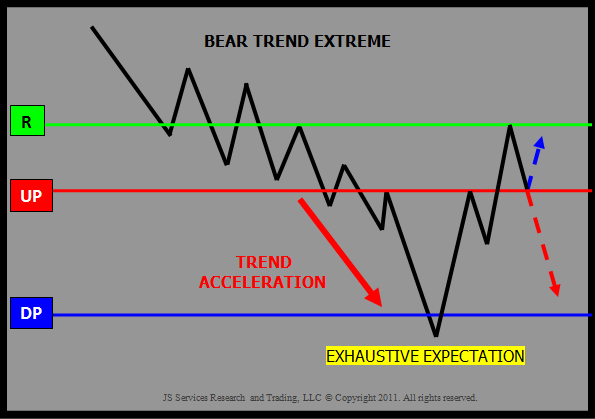 BEAR TREND EXTREME
R
UP
TREND
ACCELERATION
DP
EXHAUSTIVE EXPECTATION
JS Services Research and Trading, LLC © Copyright 2011. All rights reserved.